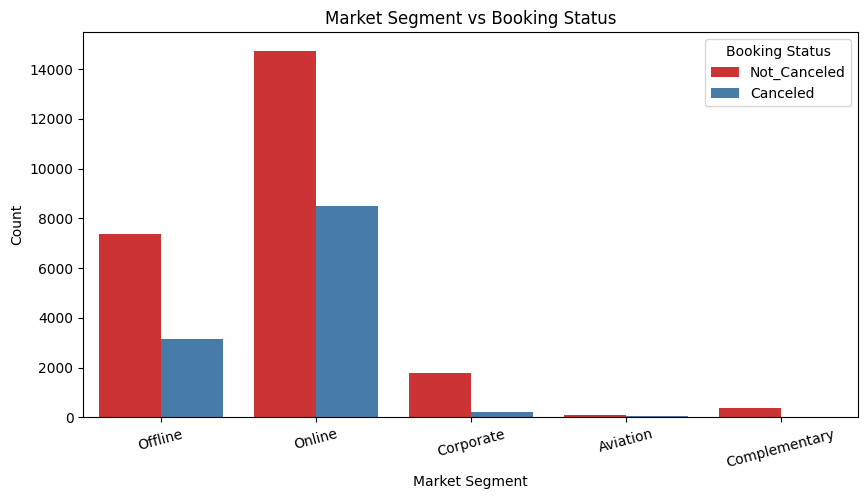 Market Segment vs Booking Status
Booking Status
Not_Canceled
Canceled
Count
14000
12000
10000
8000
6000
4000
2000
0
Offline
Online
Corporate
Aviation
Complementary
Market Segment